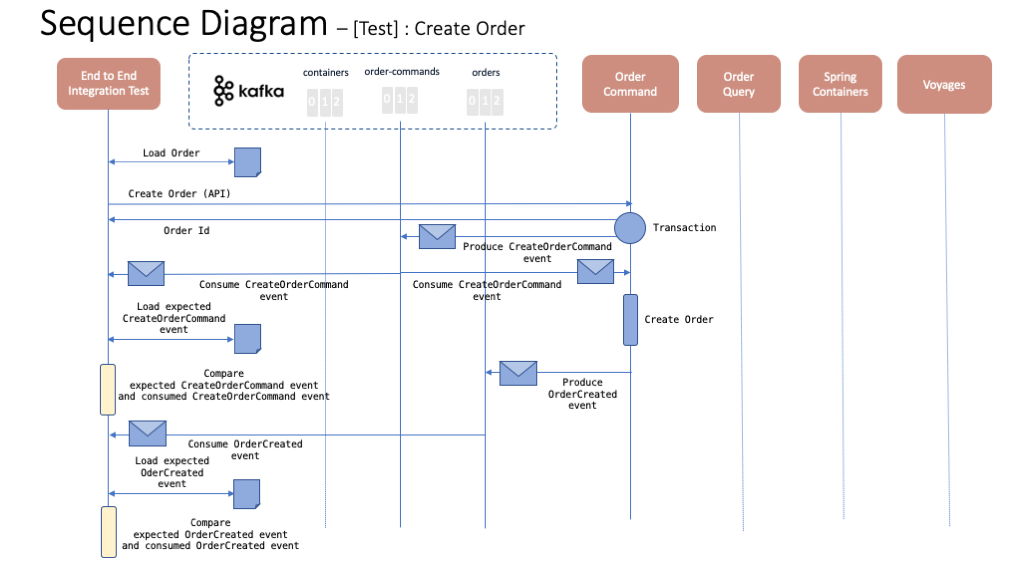 Sequence Diagram – [Test] : Create Order
End to End
Integration Test
kafka
containers
order-commands
orders
0 1 2
0 1 2
0 1 2
Order
Command
Order
Query
Spring
Containers
Voyages
Load Order
Create Order (API)
Order Id
Transaction
Produce CreateOrderCommand
event
Consume CreateOrderCommand
event
Consume CreateOrderCommand
event
Load expected
CreateOrderCommand
event
Create Order
Compare
expected CreateOrderCommand event
and consumed CreateOrderCommand event
Produce
OrderCreated
event
Consume OrderCreated
event
Load expected
OderCreated
event
Compare
expected OrderCreated event
and consumed OrderCreated event